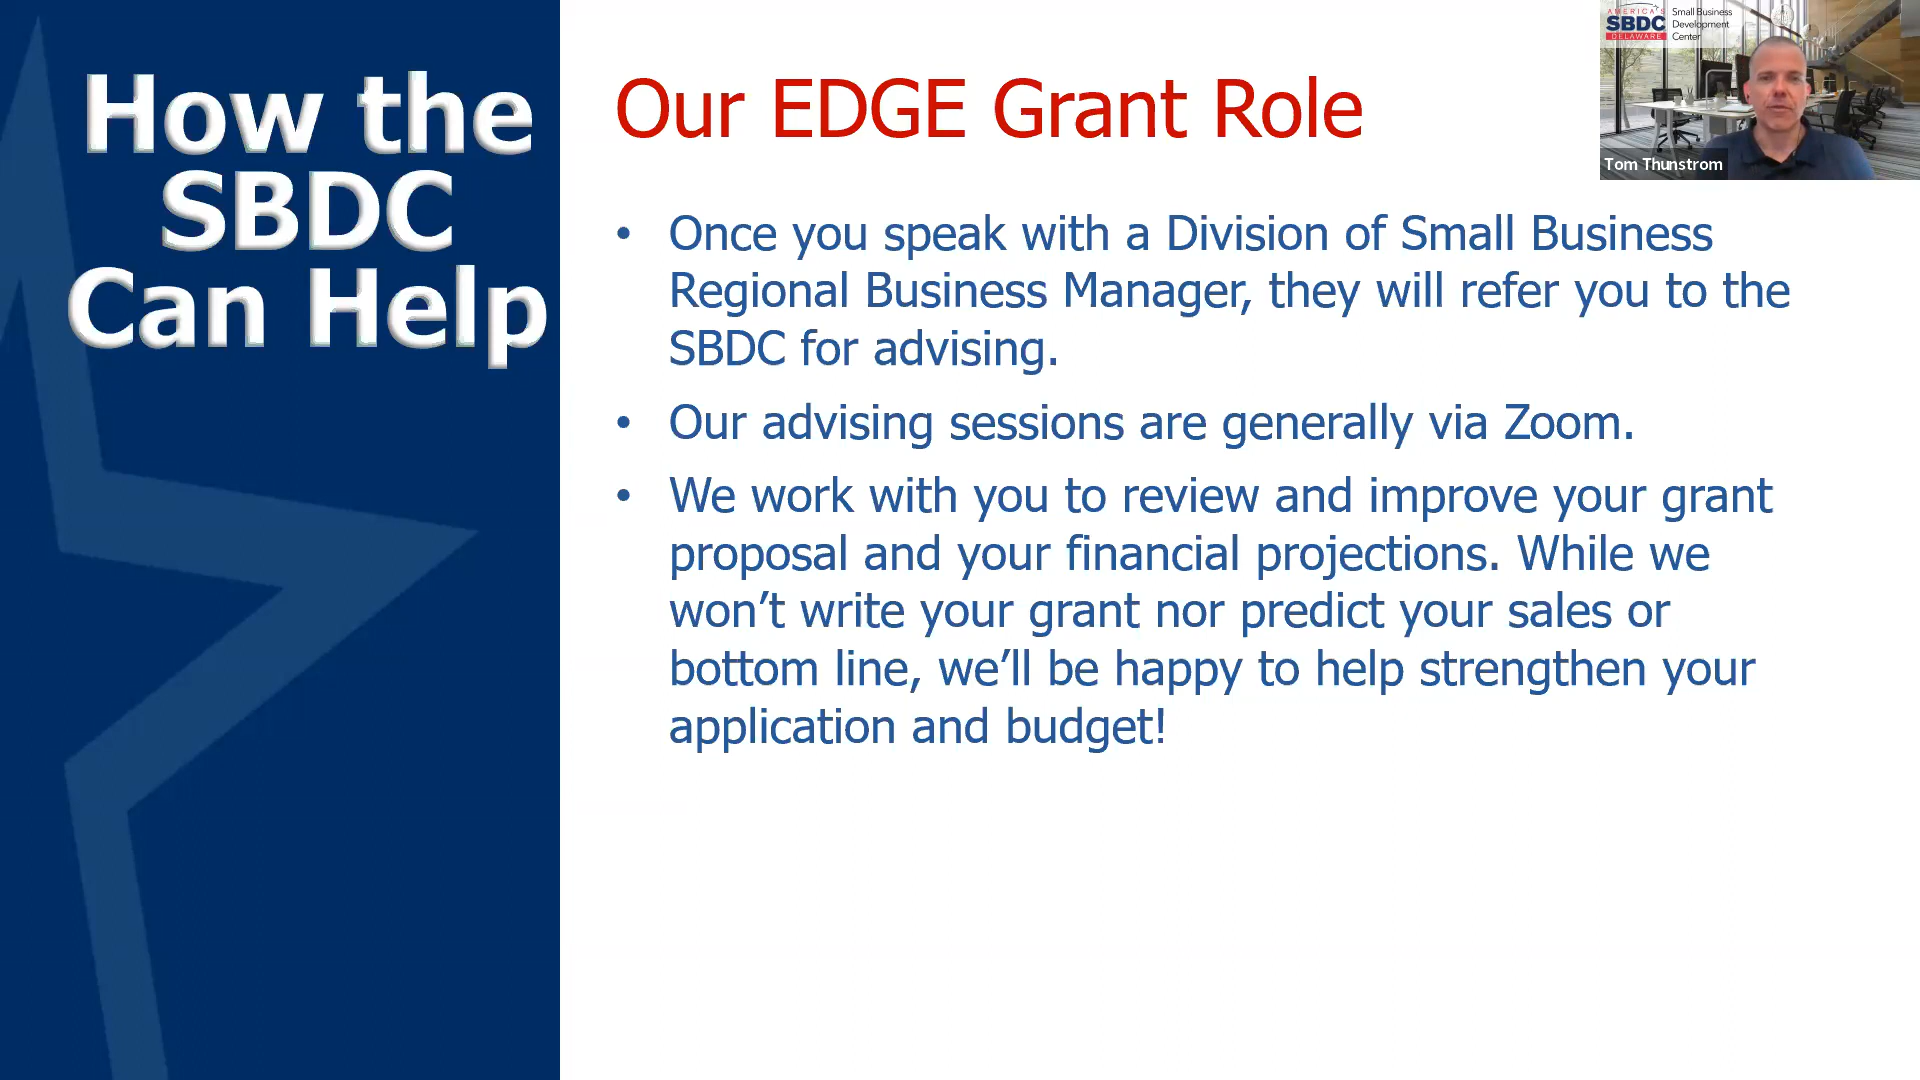 How the
SBDC
Can Help
Our EDGE Grant Role
• Once you speak with a Division of Small Business
Regional Business Manager, they will refer you to the
SBDC for advising.
• Our advising sessions are generally via Zoom.
• We work with you to review and improve your grant
proposal and your financial projections. While we
won’t write your grant nor predict your sales or
bottom line, we’ll be happy to help strengthen your
application and budget!
AMERICA'S
SBDC
DELAWARE
Small Business
Development
Center
Tom Thunstrom